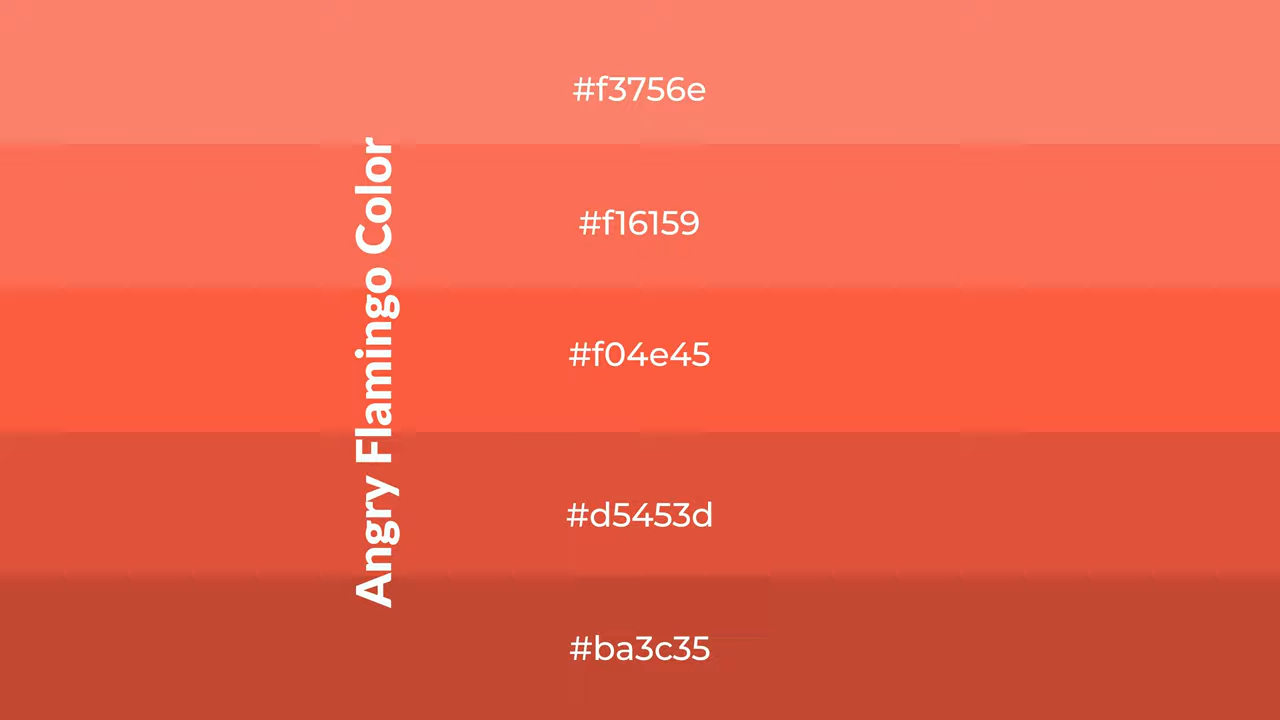 Angry Flamingo Color
#f3756e
#f16159
#f04e45
#d5453d
#ba3c35